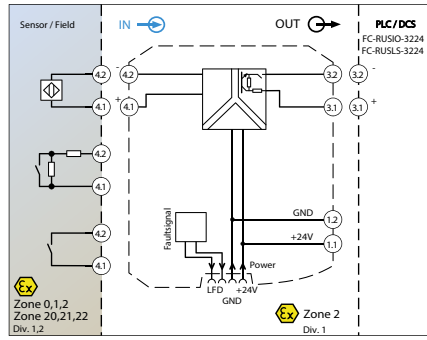 Sensor / Field
IN
OUT
PLC/DCS
FC-RUSIO-3224
FC-RUSLS-3224
4.2
-
4.2
3.2
3.2
-
4.1
+
4.1
3.1
3.1
+
4.2
4.1
4.2
4.1
Faultsignal
GND
1.2
+24V
1.1
Power
LFD
+24V
GND
Ex
Zone 0,1,2
Zone 20,21,22
Div. 1,2
Ex
Zone 2
Div. 1